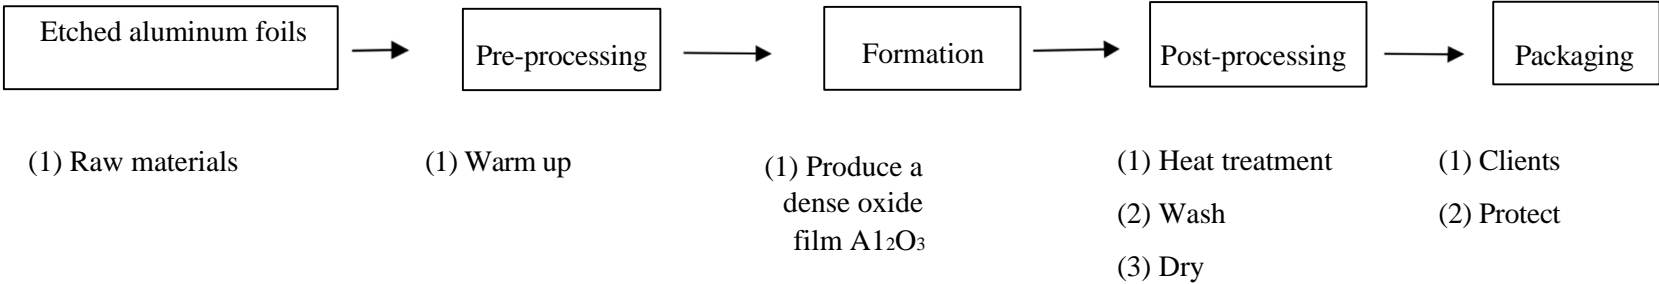 Etched aluminum foils
Pre-processing
Formation
Post-processing
Packaging
(1) Raw materials
(1) Warm up
(1) Produce a
dense oxide
film A1₂O₃
(1) Heat treatment
(2) Wash
(3) Dry
(1) Clients
(2) Protect